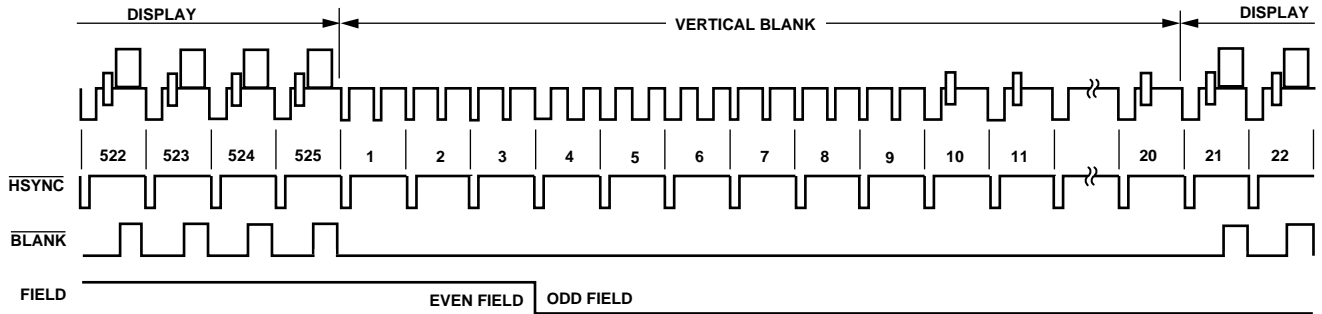 DISPLAY VERTICAL BLANK DISPLAY
522 523 524 525 1 2 3 4 5 6 7 8 9 10 11 20 21 22
HSYNC
BLANK
FIELD EVEN FIELD ODD FIELD